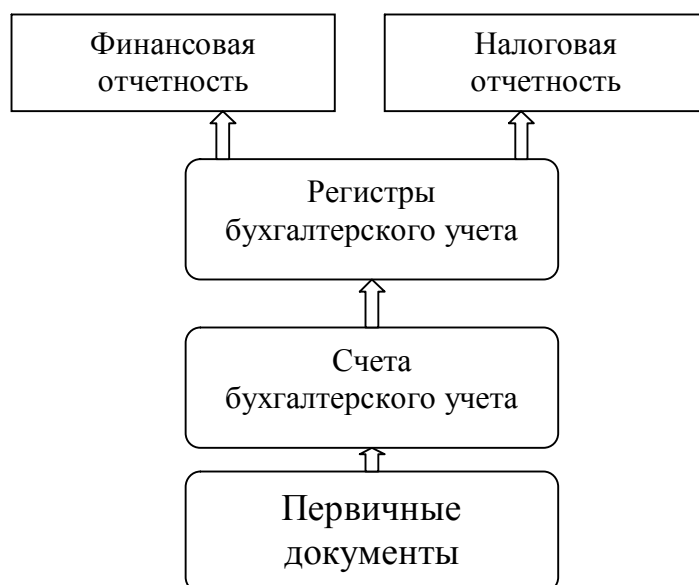 Финансовая
отчетность
Налоговая
отчетность
Регистры
бухгалтерского учета
Счета
бухгалтерского учета
Первичные
документы